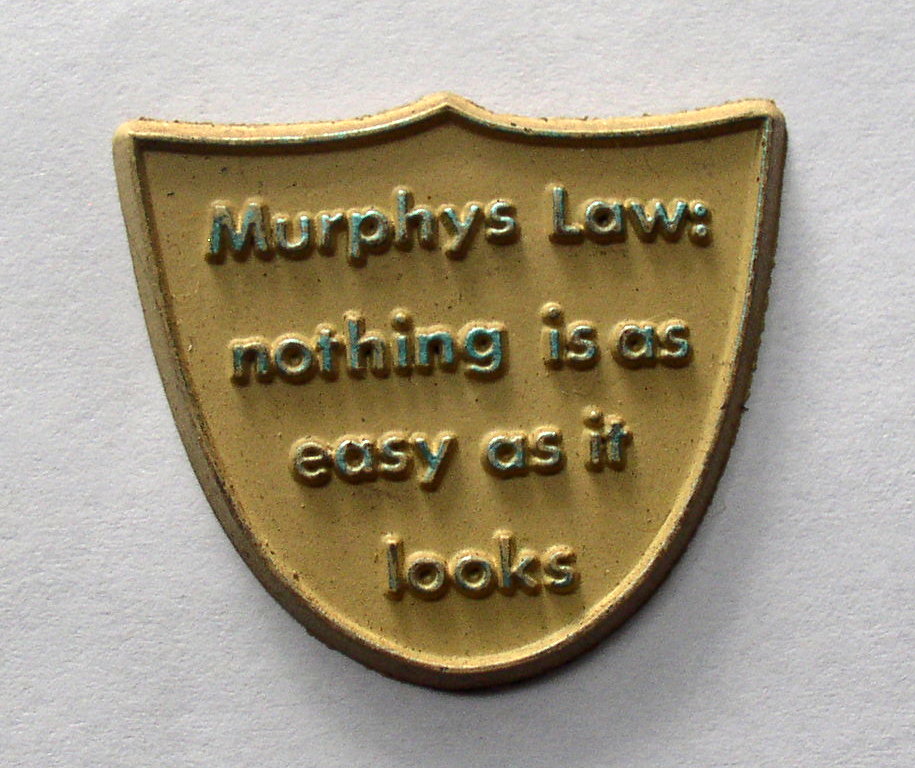 Murphys Law:
nothing is as
easy as it
looks